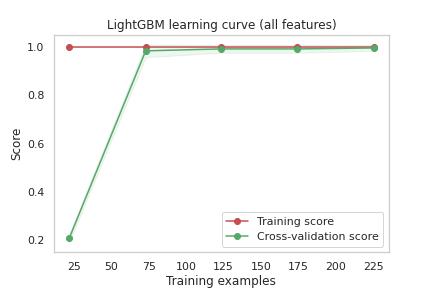 LightGBM learning curve (all features)
1.0
0.8
0.6
0.4
0.2
Score
Training score
Cross-validation score
25 50 75 100 125 150 175 200 225
Training examples